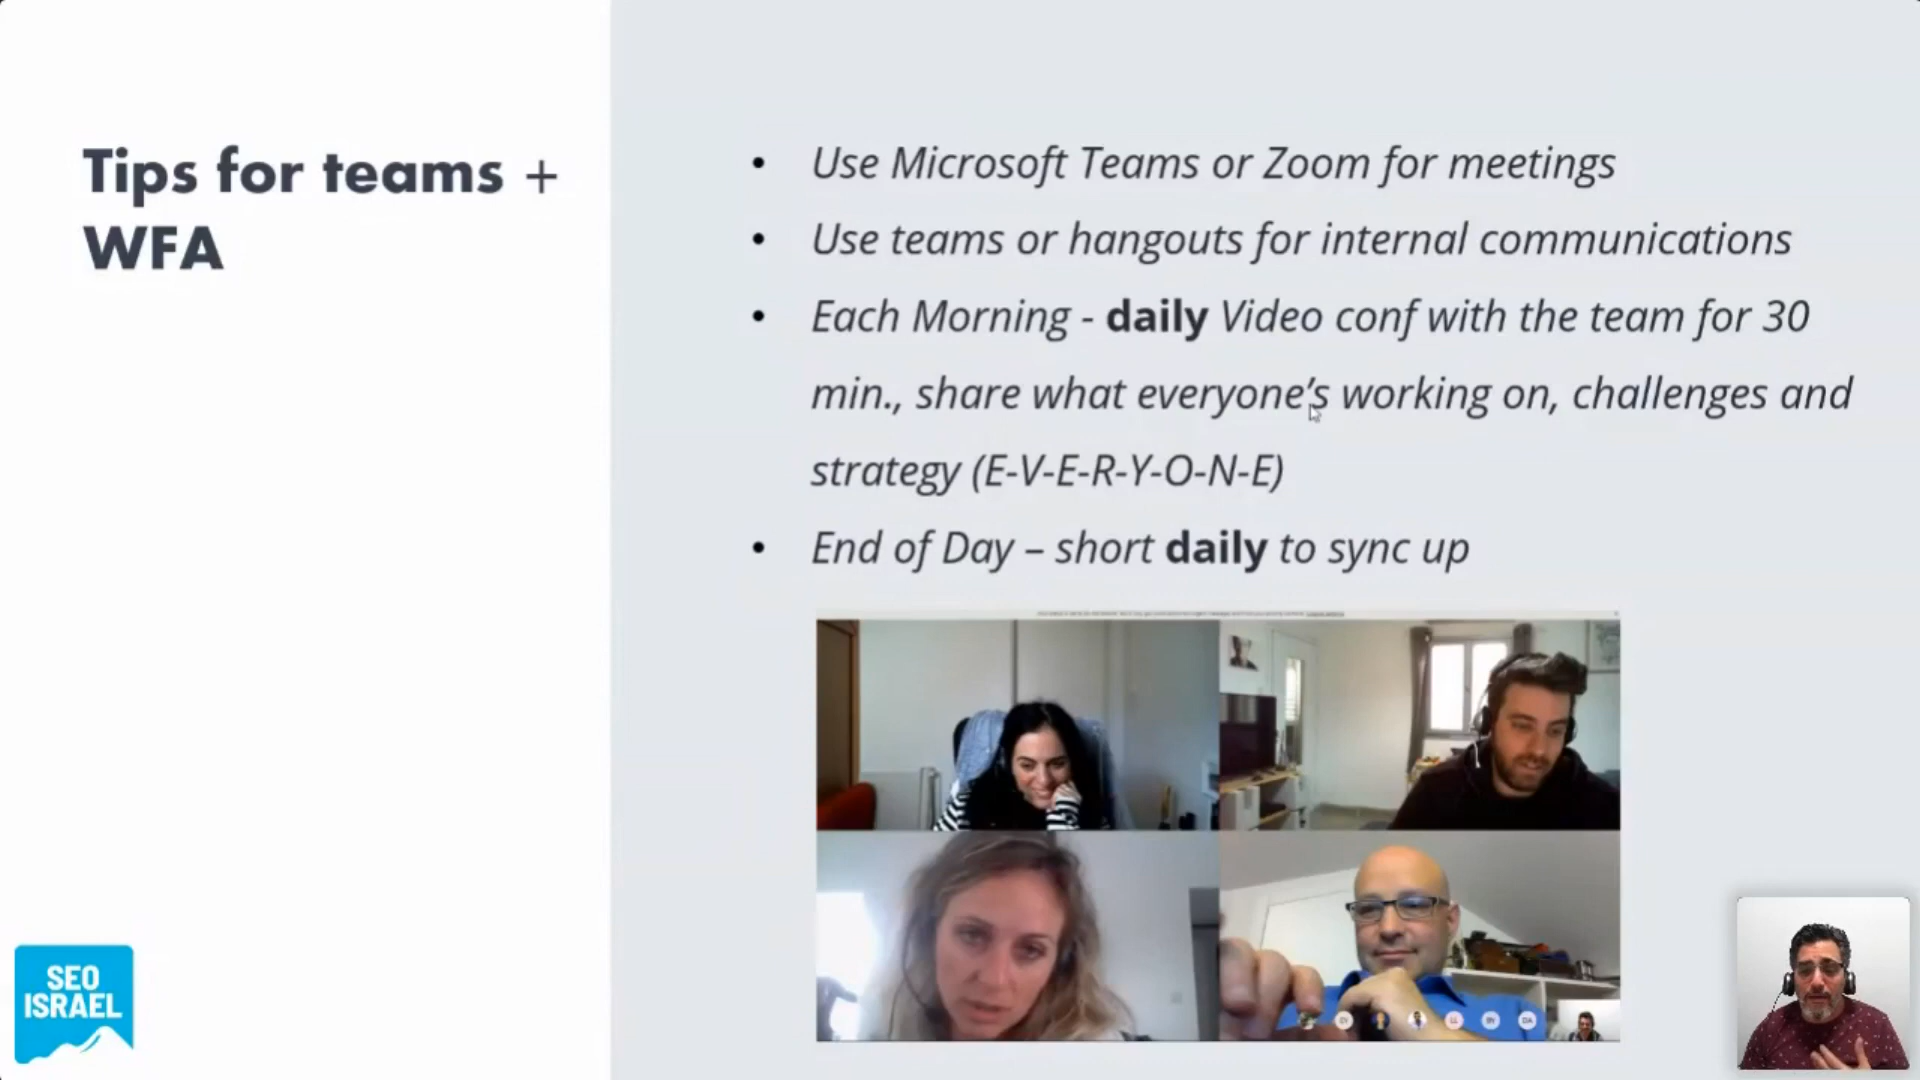 Tips for teams +
WFA
• Use Microsoft Teams or Zoom for meetings
• Use teams or hangouts for internal communications
• Each Morning - daily Video conf with the team for 30
min., share what everyone's working on, challenges and
strategy (E-V-E-R-Y-O-N-E)
• End of Day – short daily to sync up
LL
DA
SEO
ISRAEL